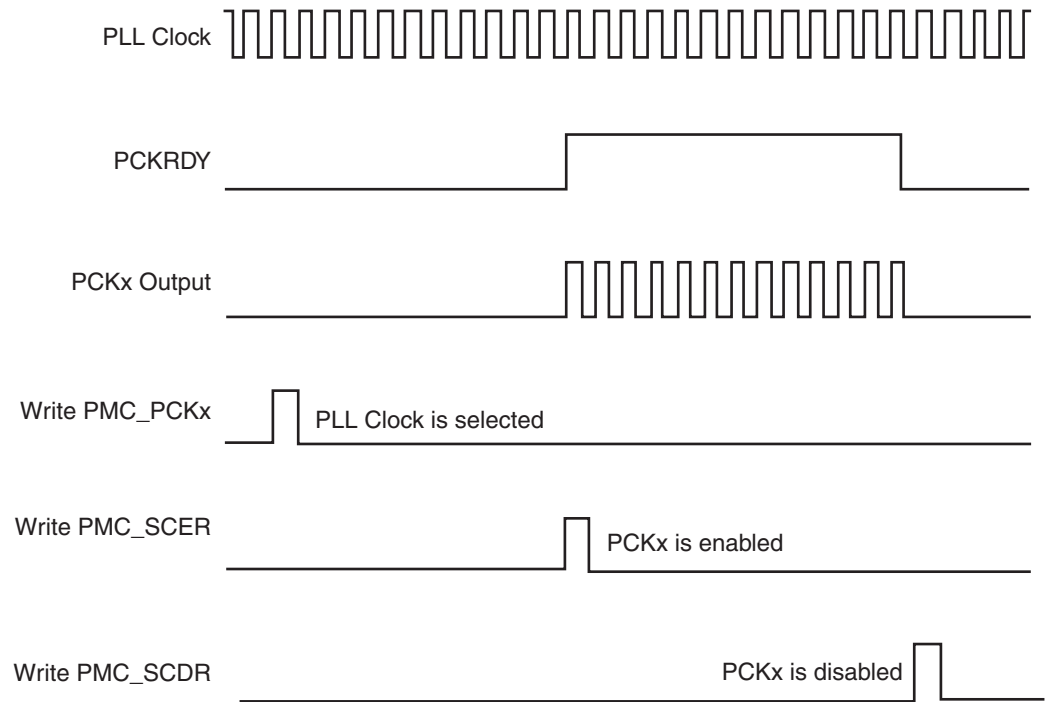 PLL Clock
PCKRDY
PCKx Output
Write PMC_PCKx
PLL Clock is selected
Write PMC_SCER
PCKx is enabled
Write PMC_SCDR
PCKx is disabled